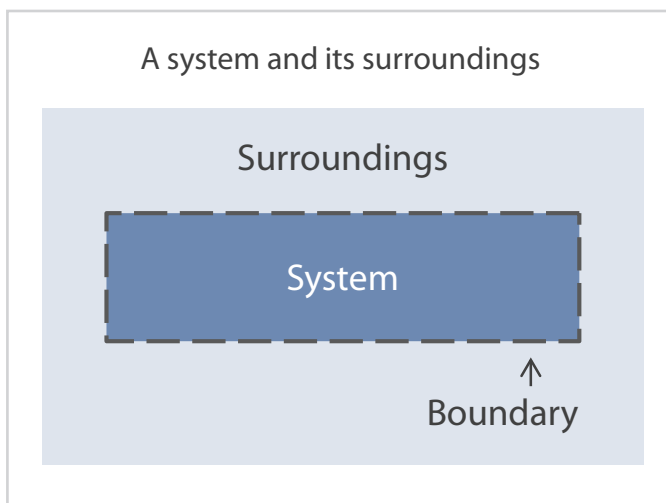 A system and its surroundings
Surroundings
System
Boundary